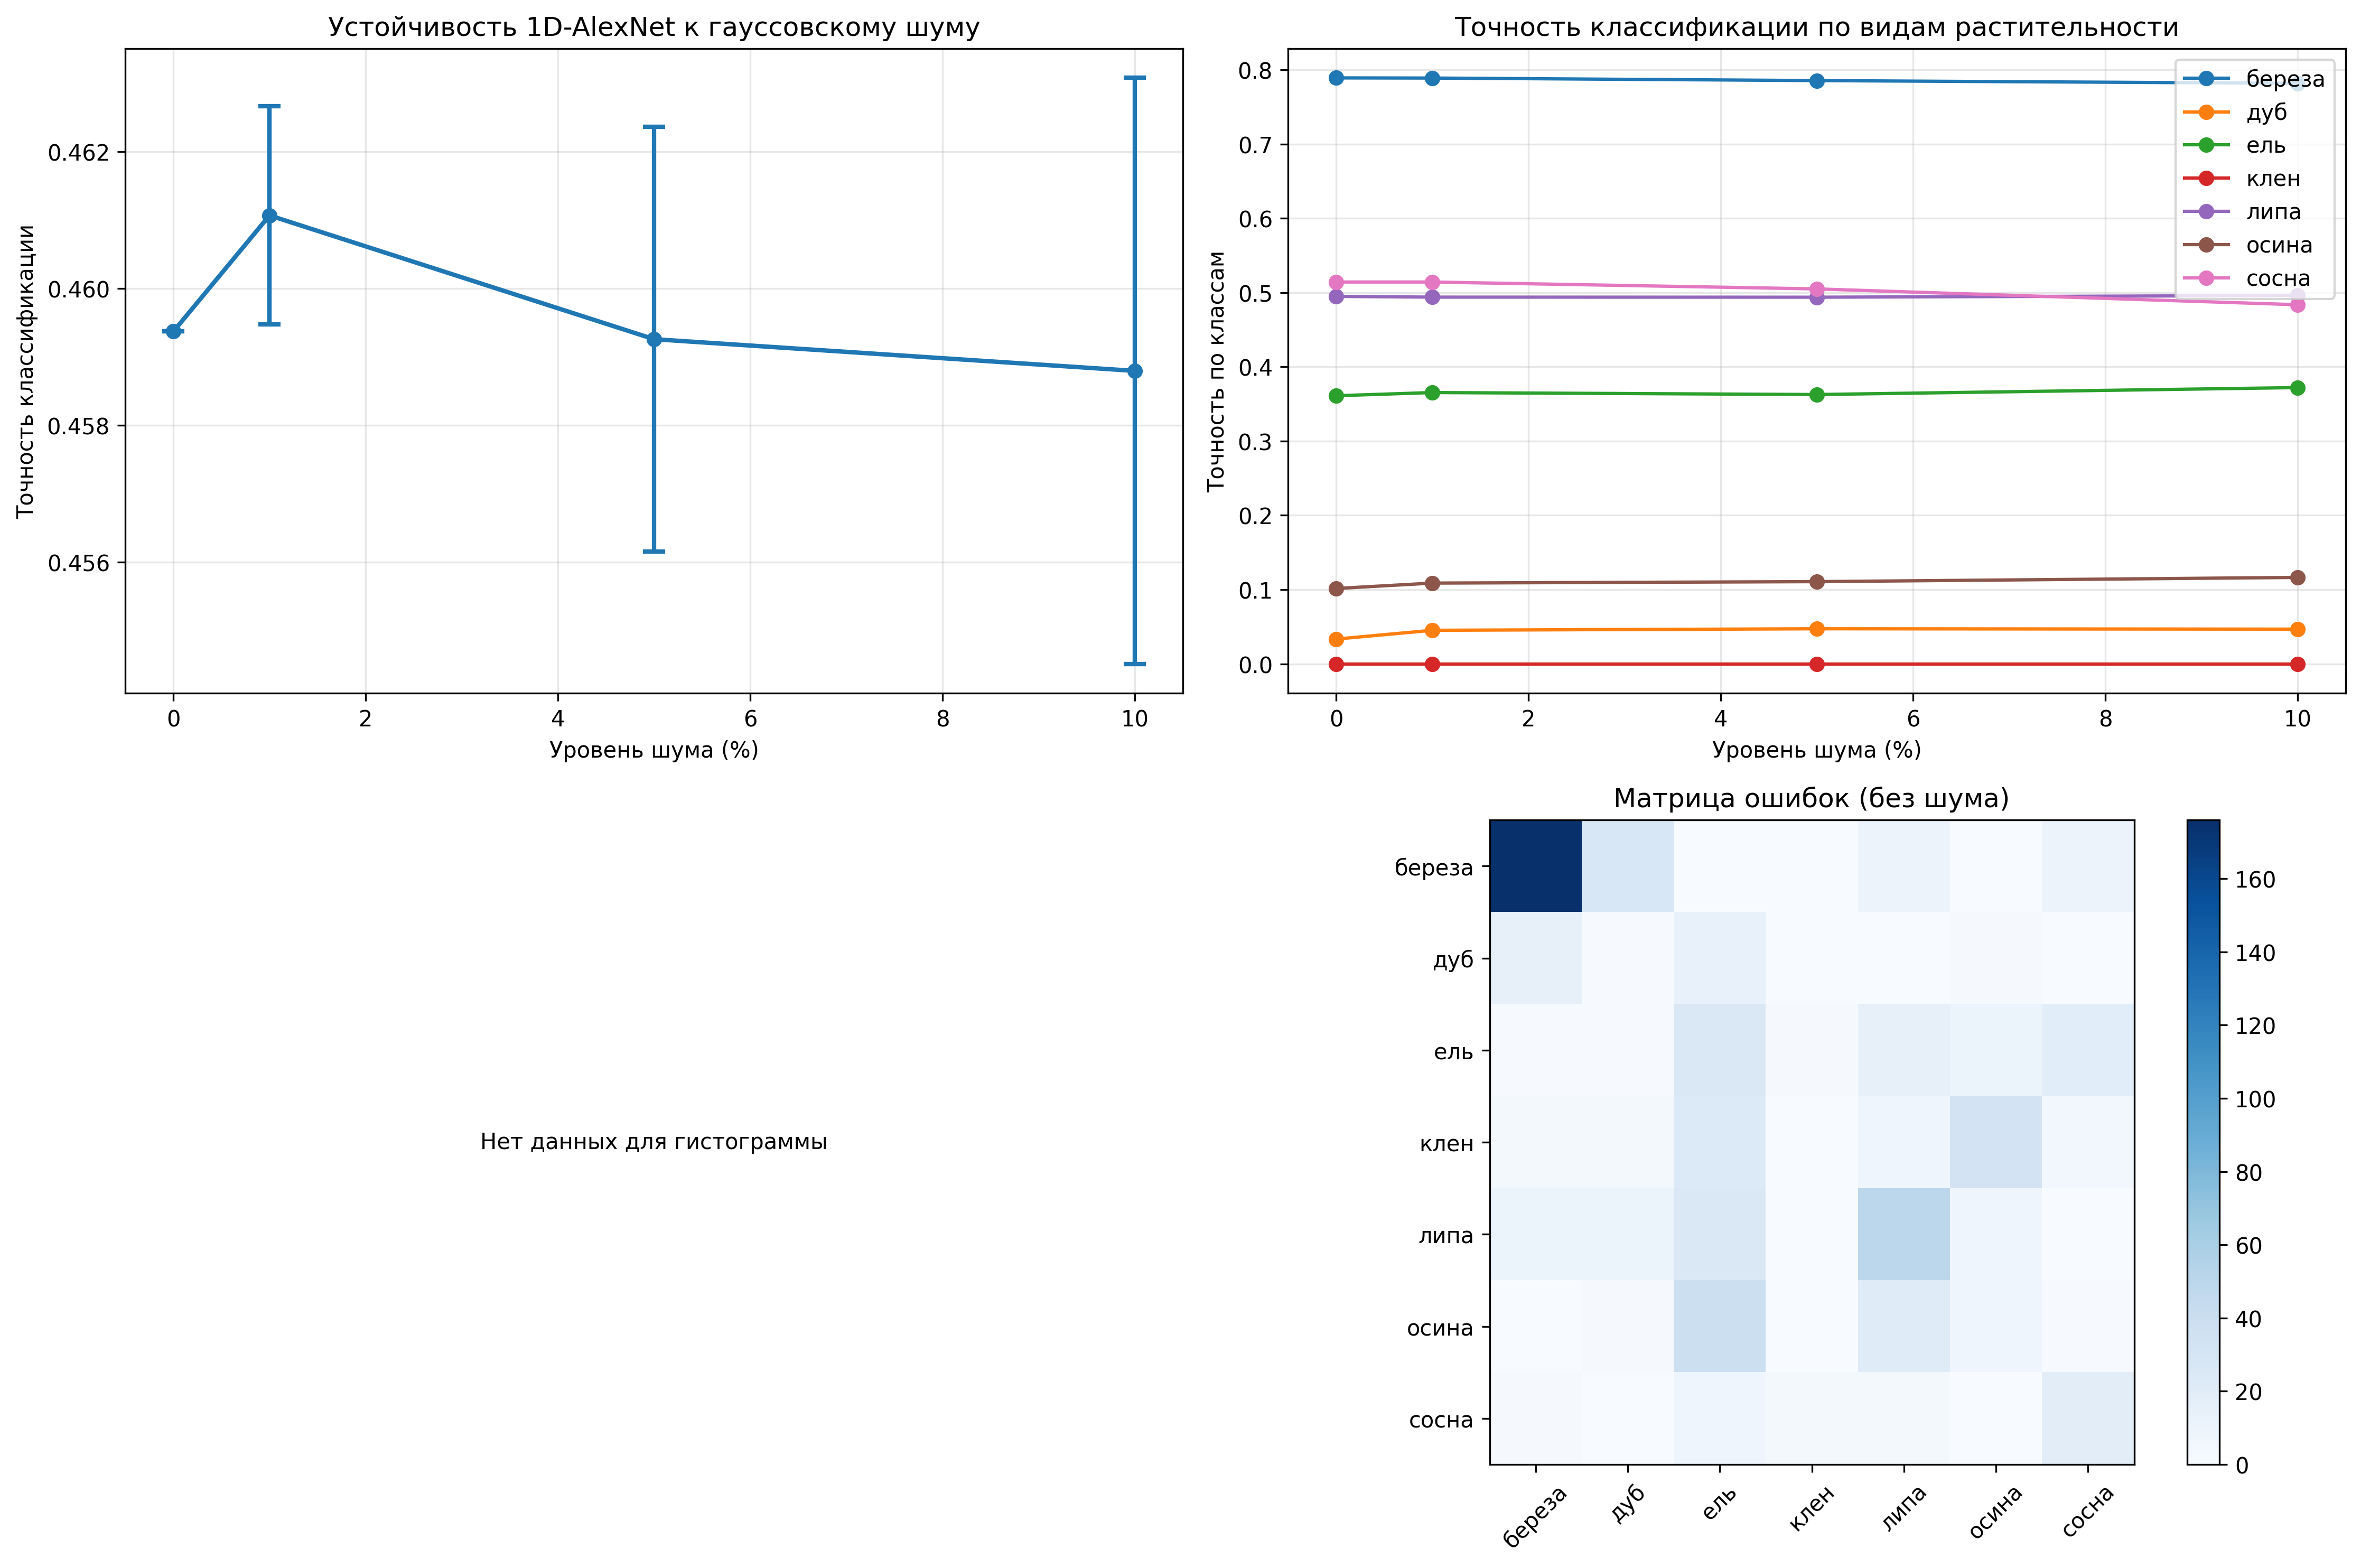 Устойчивость 1D-AlexNet к гауссовскому шуму
Точность классификации
0.462
0.460
0.458
0.456
0 2 4 6 8 10
Уровень шума (%)
Точность классификации по видам растительности
Точность по классам
0.8
0.7
0.6
0.5
0.4
0.3
0.2
0.1
0.0
береза
дуб
ель
клен
липа
осина
сосна
0 2 4 6 8 10
Уровень шума (%)
Нет данных для гистограммы
Матрица ошибок (без шума)
береза
дуб
ель
клен
липа
осина
сосна
береза дуб ель клен липа осина сосна
160
140
120
100
80
60
40
20
0